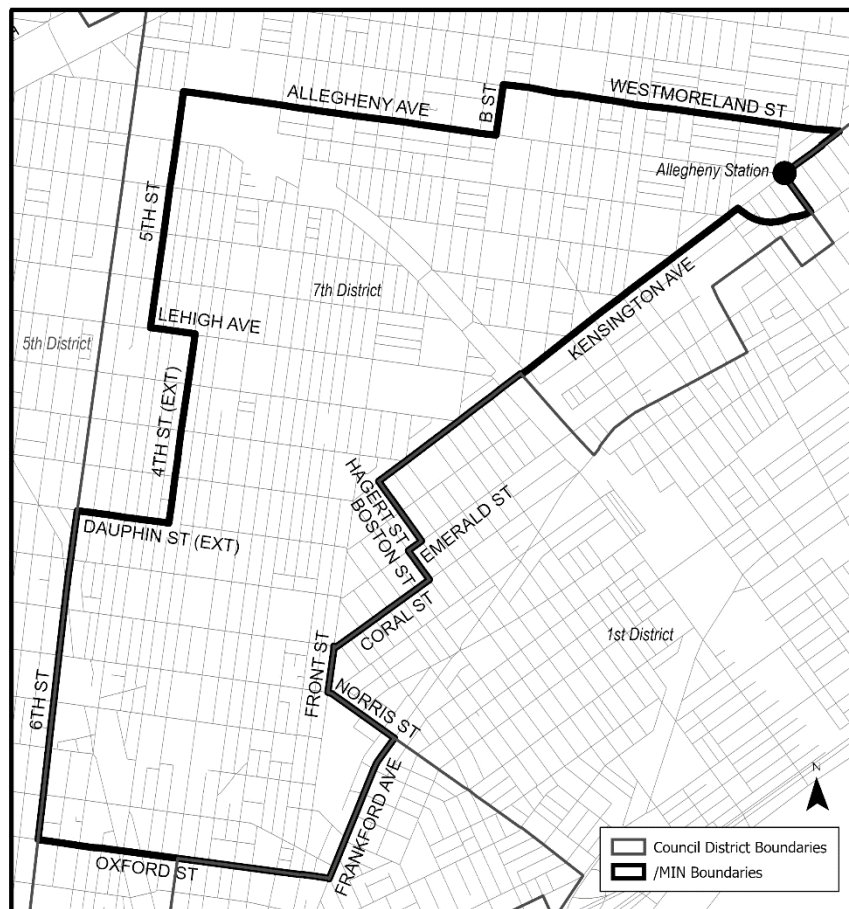 ALLEGHENY AVE
B ST
WESTMORELAND ST
Allegheny Station
5TH ST
7th District
KENSINGTON AVE
LEHIGH AVE
5th District
4TH ST (EXT)
HAGERT ST
BOSTON ST
EMERALD ST
DAUPHIN ST (EXT)
CORAL ST
1st District
FRONT ST
NORRIS ST
6TH ST
FRANKFORD AVE
OXFORD ST
N
Council District Boundaries
/MIN Boundaries